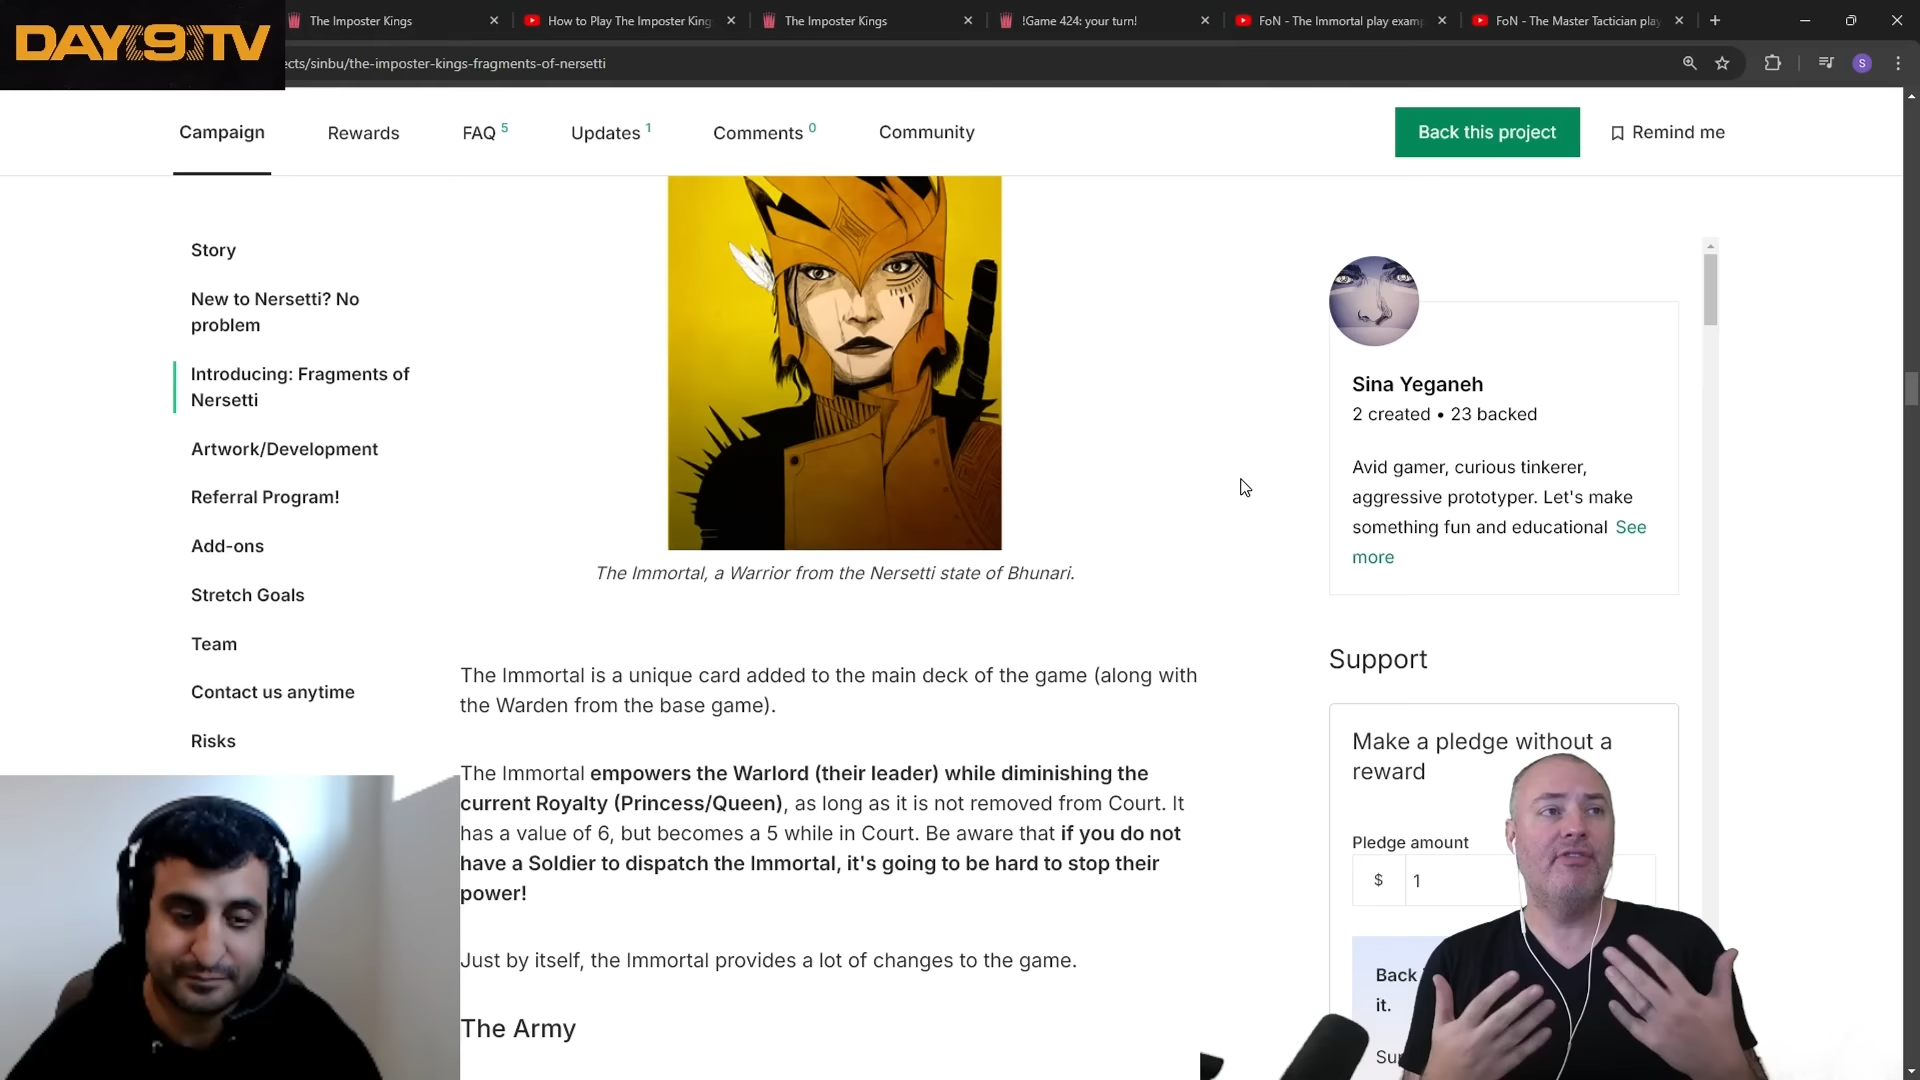 DAY[9]TV
The Imposter Kings
How to Play The Imposter King
The Imposter Kings
!Game 424: your turn!
FoN - The Immortal play examp
FoN - The Master Tactician play
ects/sinbu/the-imposter-kings-fragments-of-nersetti
S
Campaign
Rewards
FAQ 5
Updates 1
Comments 0
Community
Back this project
Remind me
Story
New to Nersetti? No
problem
Introducing: Fragments of
Nersetti
Artwork/Development
Referral Program!
Add-ons
Stretch Goals
Team
Contact us anytime
Risks
The Immortal, a Warrior from the Nersetti state of Bhunari.
The Immortal is a unique card added to the main deck of the game (along with
the Warden from the base game).
The Immortal empowers the Warlord (their leader) while diminishing the
current Royalty (Princess/Queen), as long as it is not removed from Court. It
has a value of 6, but becomes a 5 while in Court. Be aware that if you do not
have a Soldier to dispatch the Immortal, it's going to be hard to stop their
power!
Just by itself, the Immortal provides a lot of changes to the game.
The Army
Sina Yeganeh
2 created • 23 backed
Avid gamer, curious tinkerer,
aggressive prototyper. Let's make
something fun and educational See
more
Support
Make a pledge without a
reward
Pledge amount
$ 1
Back
it.
Su